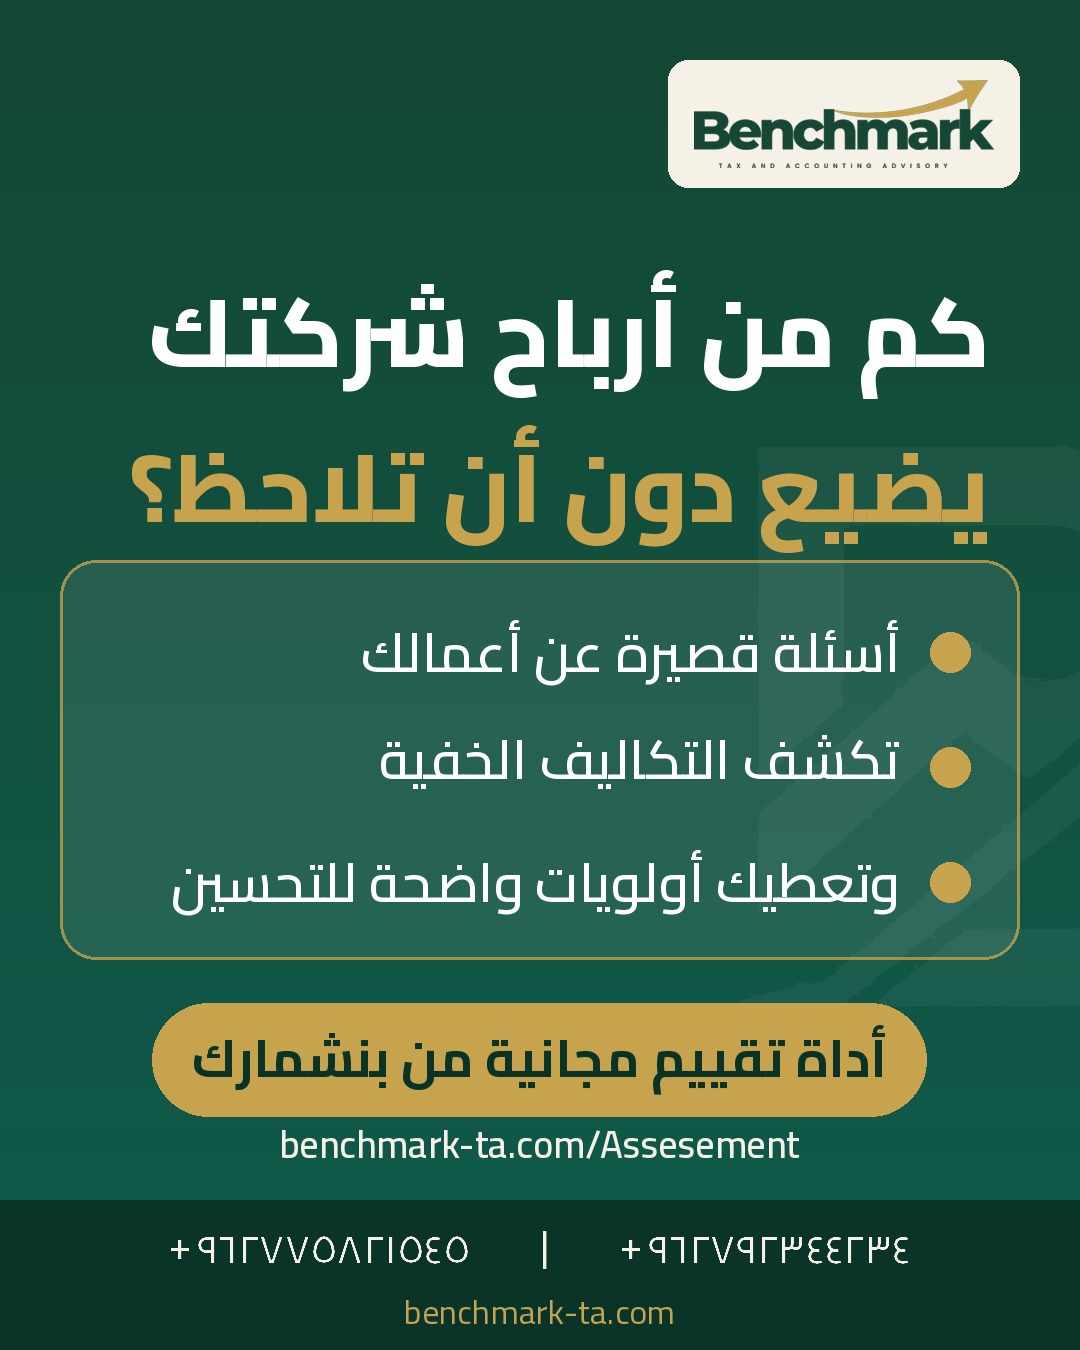 Benchmark
TAX AND ACCOUNTING ADVISORY
كم من أرباح شركتك
يضيع دون أن تلاحظ؟
أسئلة قصيرة عن أعمالك
تكشف التكاليف الخفية
وتعطيك أولويات واضحة للتحسين
أداة تقييم مجانية من بنشمارك
benchmark-ta.com/Assesement
+٩٦٢٧٧٥٨٢١٥٤٥ | +٩٦٢٧٩٢٣٤٤٢٣٤
benchmark-ta.com